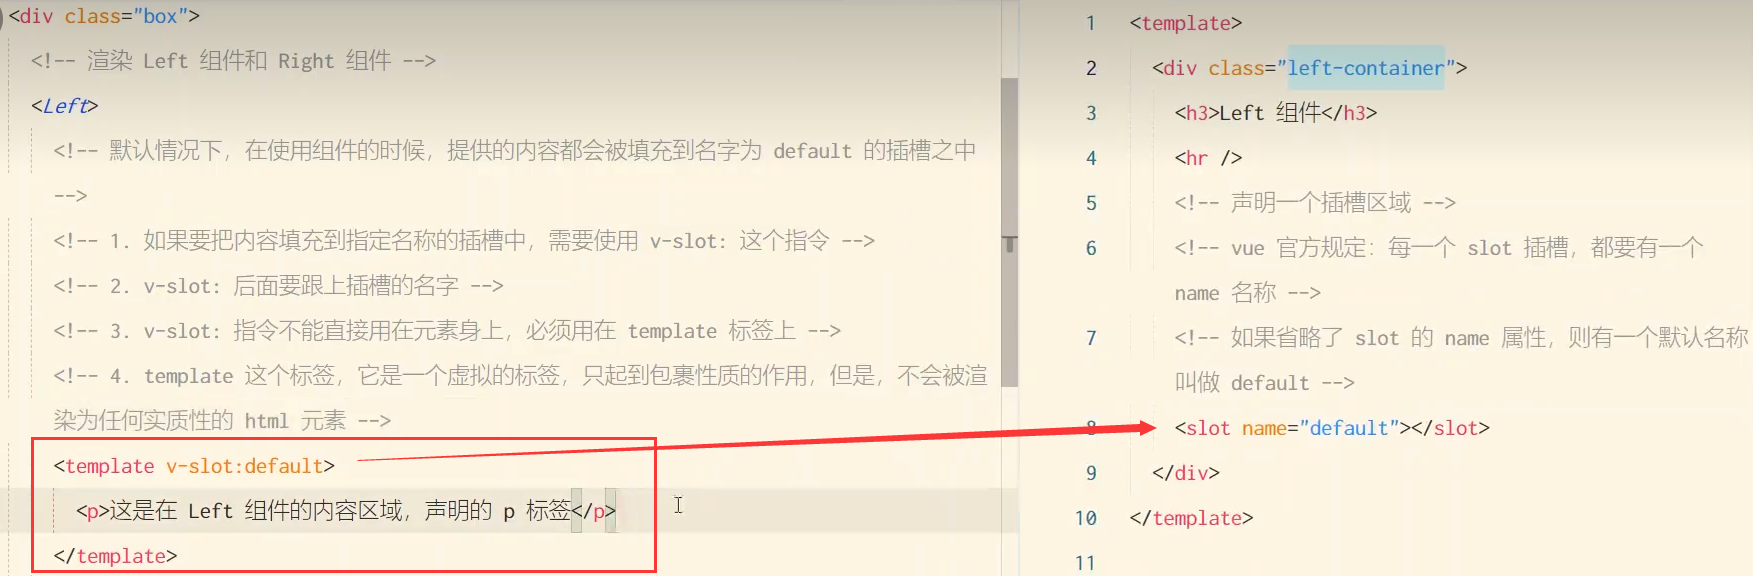 <div class="box">
<!-- 渲染 Left 组件和 Right 组件 -->
<Left>
<!-- 默认情况下，在使用组件的时候，提供的内容都会被填充到名字为 default 的插槽之中
-->
<!-- 1. 如果要把内容填充到指定名称的插槽中，需要使用 v-slot: 这个指令 -->
<!-- 2. v-slot: 后面要跟上插槽的名字 -->
<!-- 3. v-slot: 指令不能直接用在元素身上，必须用在 template 标签上 -->
<!-- 4. template 这个标签，它是一个虚拟的标签，只起到包裹性质的作用，但是，不会被渲
染为任何实质性的 html 元素 -->
<template v-slot:default>
<p>这是在 Left 组件的内容区域，声明的 p 标签</p>
</template>
1 <template>
2 <div class="left-container">
3 <h3>Left 组件</h3>
4 <hr />
5 <!-- 声明一个插槽区域 -->
6 <!-- vue 官方规定：每一个 slot 插槽，都要有一个
name 名称 -->
7 <!-- 如果省略了 slot 的 name 属性，则有一个默认名称
叫做 default -->
8 <slot name="default"></slot>
9 </div>
10 </template>
11